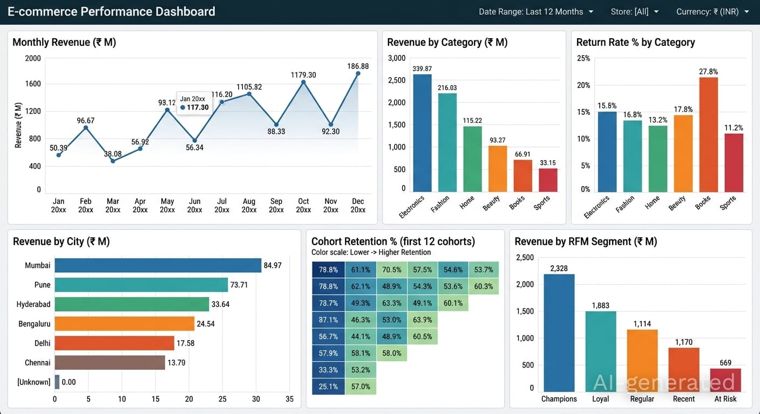 E-commerce Performance Dashboard
Date Range: Last 12 Months
Store: [All]
Currency: ₹ (INR)
Monthly Revenue (₹ M)
Revenue (₹ M)
2000
1600
1200
800
400
0
50.39
96.67
38.08
56.92
93.12
56.34
116.20
1105.82
88.33
1179.30
92.30
186.88
Jan 20xx
117.30
Jan
20xx
Feb
20xx
Mar
20xx
Apr
20xx
May
20xx
Jun
20xx
Jul
20xx
Aug
20xx
Sep
20xx
Oct
20xx
Nov
20xx
Dec
20xx
Revenue by Category (₹ M)
3,000
2,500
2,000
1,500
1,000
500
0
339.87
216.03
115.22
93.27
66.91
33.15
Electronics
Fashion
Home
Beauty
Books
Sports
Return Rate % by Category
25%
20%
15%
10%
5%
0%
15.5%
16.8%
13.2%
17.8%
27.8%
11.2%
Electronics
Fashion
Home
Beauty
Books
Sports
Revenue by City (₹ M)
Mumbai 84.97
Pune 73.71
Hyderabad 33.64
Bengaluru 24.54
Delhi 17.58
Chennai 13.79
[Unknown] 0.00
0 5 10 15 20 25 30 35
Cohort Retention % (first 12 cohorts)
Color scale: Lower -> Higher Retention
78.8% 61.1% 70.5% 57.5% 54.6% 53.7%
78.8% 62.1% 48.9% 54.3% 53.6% 60.3%
73.7% 49.3% 63.3% 49.1% 60.1%
87.1% 46.3% 53.0% 63.9%
56.7% 44.1% 48.9% 60.5%
57.9% 58.1% 58.0%
33.3% 53.2%
25.1% 57.0%
Revenue by RFM Segment (₹ M)
2,500
2,000
1,500
1,000
500
0
2,328
1,883
1,114
1,170
669
Champions
Loyal
Regular
Recent
At Risk
AI-generated